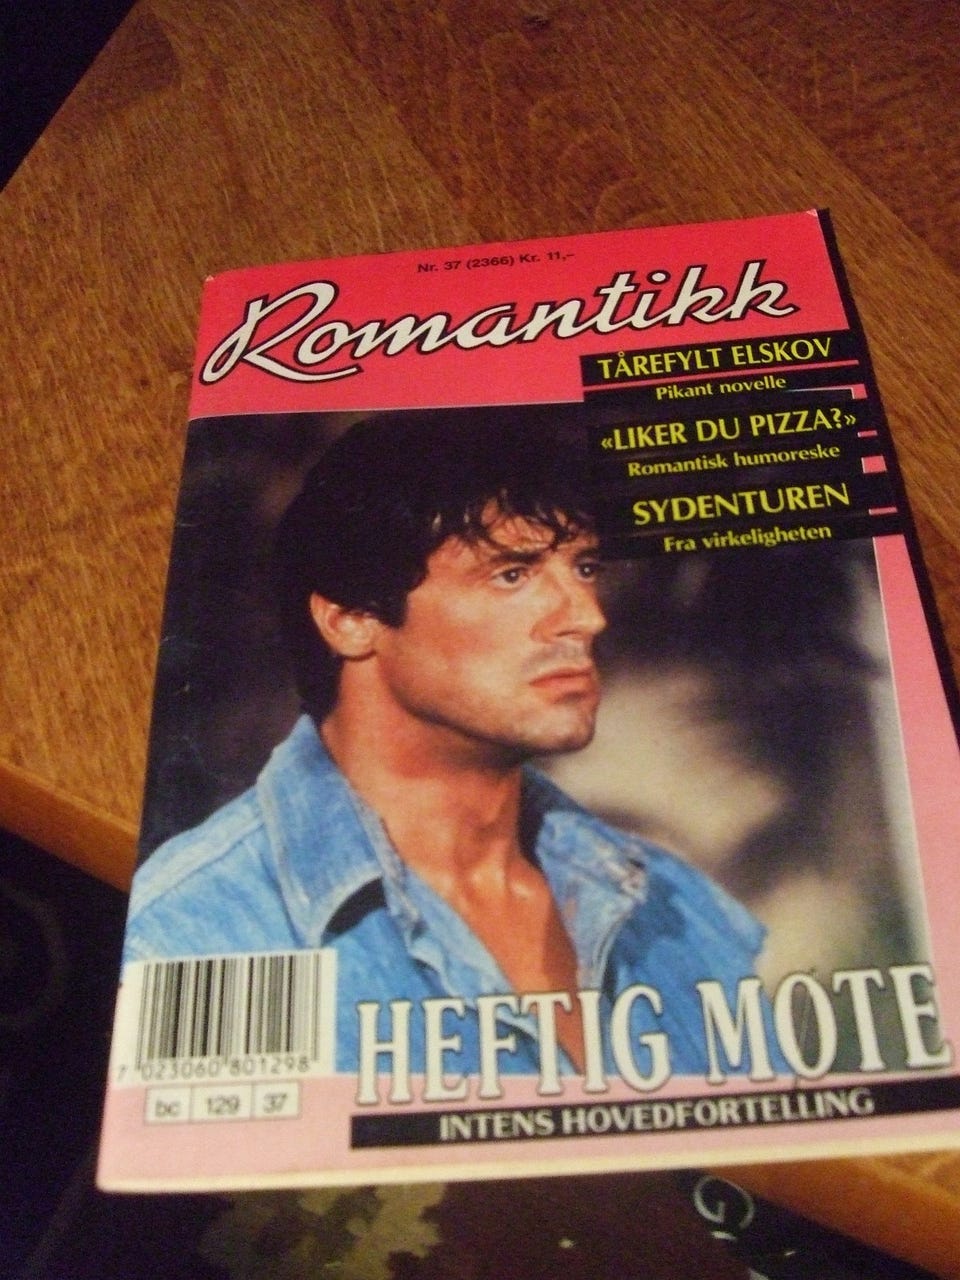 Nr. 37 (2366) Kr. 11,-
Romantikk
TÅREFYLT ELSKOV
Pikant novelle
«LIKER DU PIZZA?»
Romantisk humoreske
SYDENTUREN
Fra virkeligheten
HEFTIG MØTE
INTENS HOVEDFORTELLING
7 023060 801298
bc 129 37
G